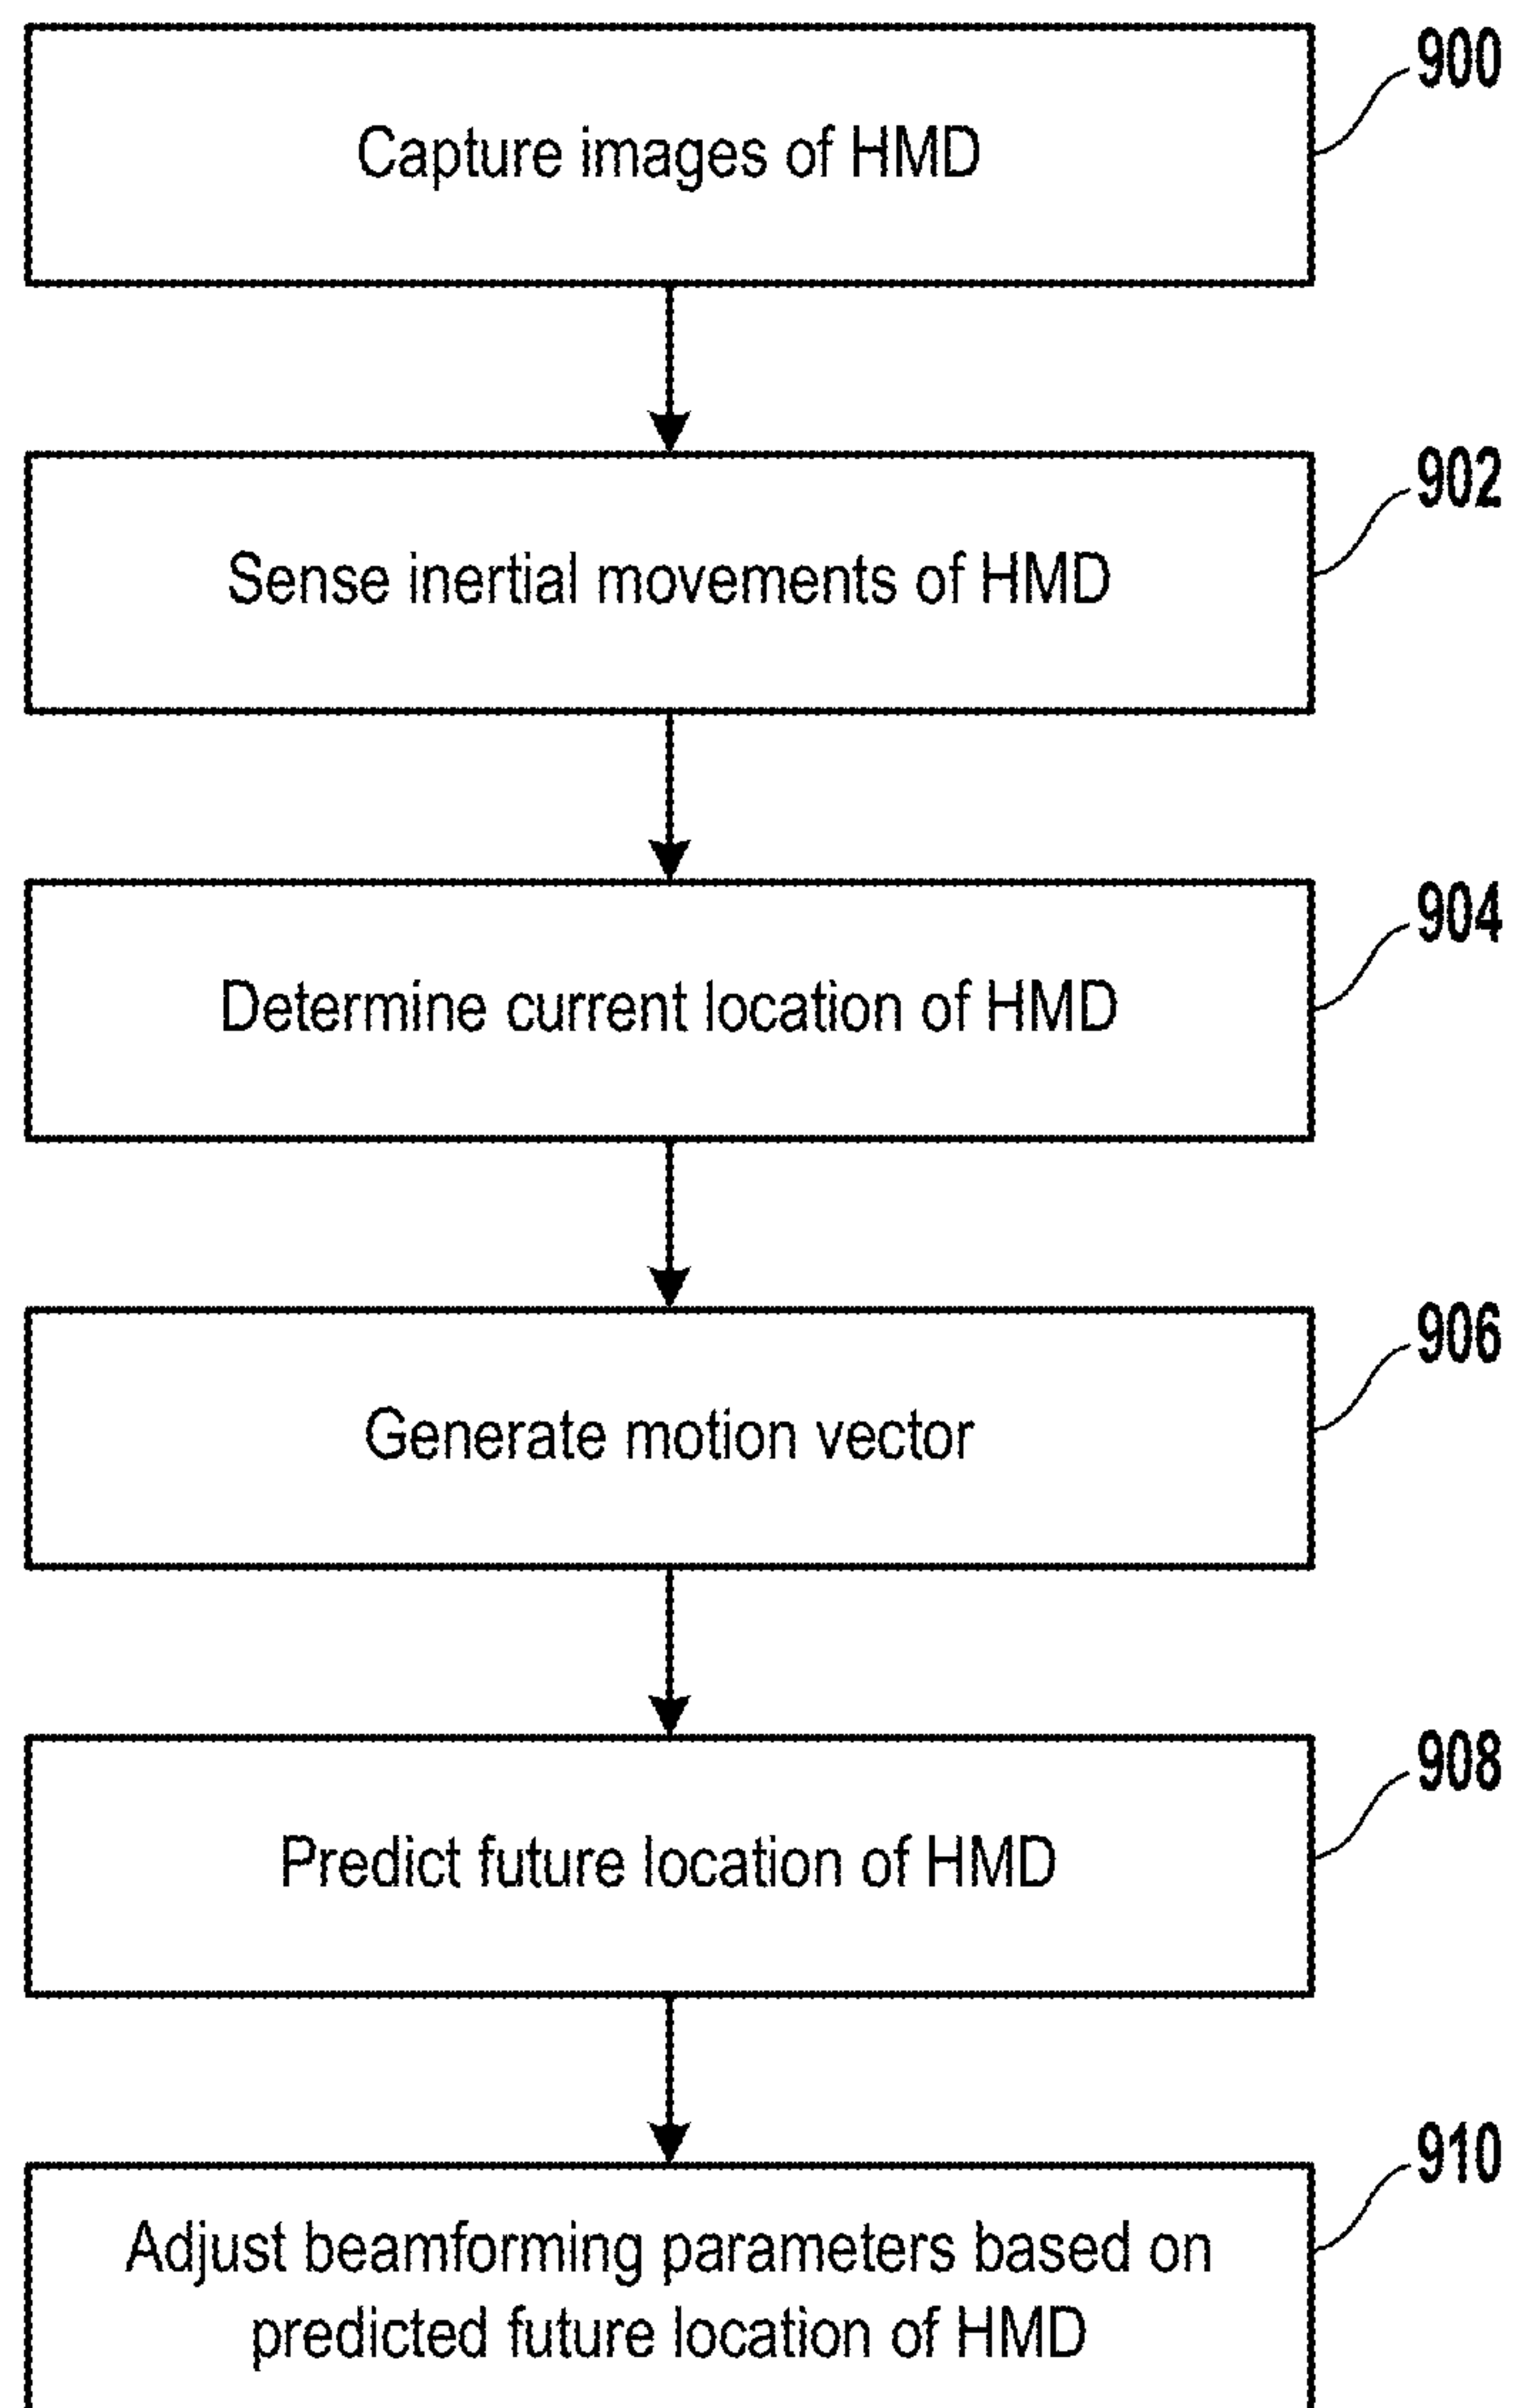 900
Capture images of HMD
902
Sense inertial movements of HMD
904
Determine current location of HMD
906
Generate motion vector
908
Predict future location of HMD
910
Adjust beamforming parameters based on
predicted future location of HMD